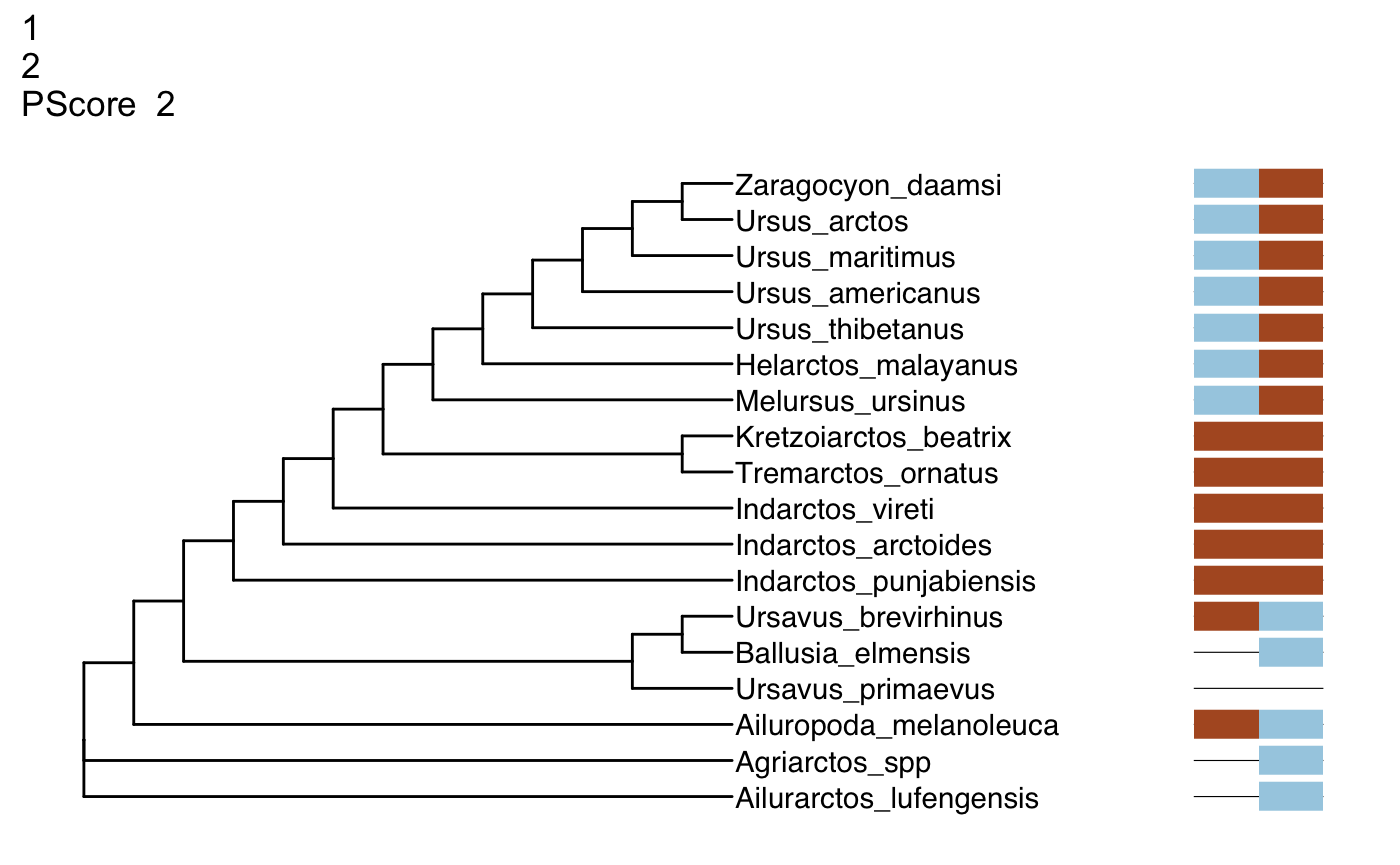 1
2
PScore 2
Zaragocyon_daamsi
Ursus_arctos
Ursus_maritimus
Ursus_americanus
Ursus_thibetanus
Helarctos_malayanus
Melursus_ursinus
Kretzoiarctos_beatrix
Tremarctos_ornatus
Indarctos_vireti
Indarctos_arctoides
Indarctos_punjabiensis
Ursavus_brevirhinus
Ballusia_elmensis
Ursavus_primaevus
Ailuropoda_melanoleuca
Agriarctos_spp
Ailurarctos_lufengensis